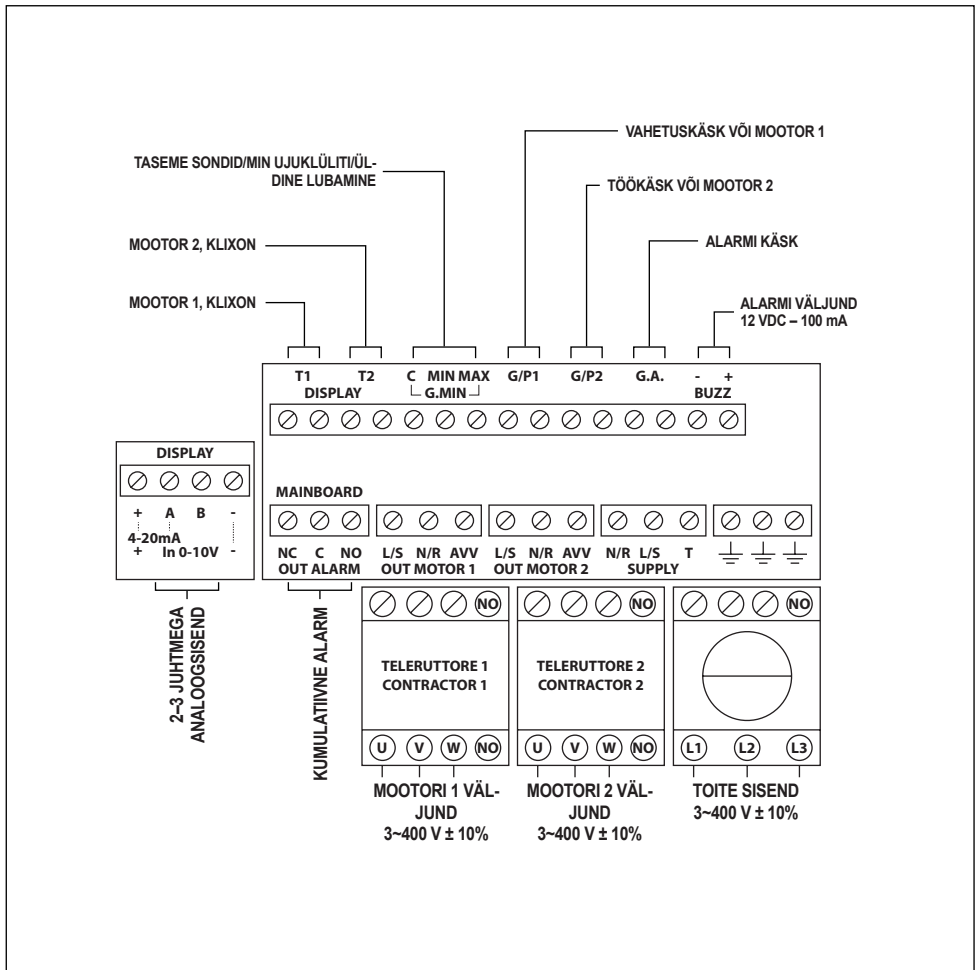 VAHETUSKÄSK VÕI MOOTOR 1
TASEME SONDID/MIN UJUKLÜLITI/ÜL-
DINE LUBAMINE
TÖÖKÄSK VÕI MOOTOR 2
MOOTOR 2, KLIXON
ALARMI KÄSK
MOOTOR 1, KLIXON
ALARMI VÄLJUND
12 VDC – 100 mA
T1 T2 C MIN MAX G/P1 G/P2 G.A. - +
DISPLAY G.MIN BUZZ
DISPLAY
+ A B -
4-20mA
+ In 0-10V -
2–3 JUHTMEGA
ANALOOGSISEND
MAINBOARD
NC C NO L/S N/R AVV L/S N/R AVV N/R L/S T
OUT ALARM OUT MOTOR 1 OUT MOTOR 2 SUPPLY
KUMULATIIVNE ALARM
NO NO NO
TELERUTTORE 1
CONTRACTOR 1
TELERUTTORE 2
CONTRACTOR 2
U V W NO U V W NO L1 L2 L3
MOOTORI 1 VÄL-
JUND
3~400 V ± 10%
MOOTORI 2 VÄL-
JUND
3~400 V ± 10%
TOITE SISEND
3~400 V ± 10%